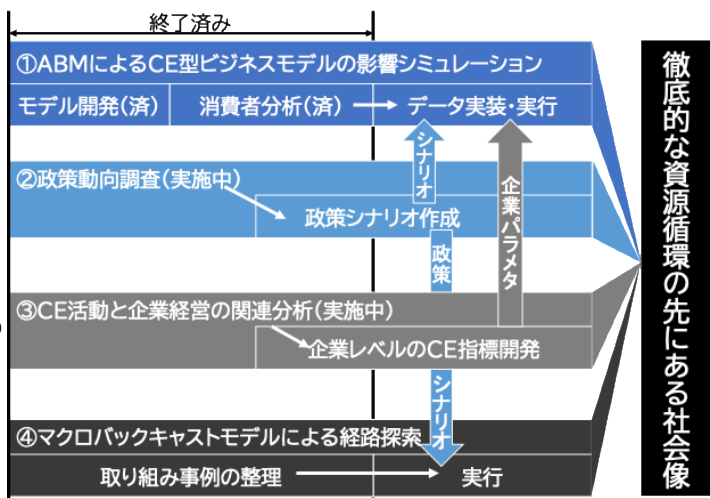 終了済み
①ABMによるCE型ビジネスモデルの影響シミュレーション
モデル開発(済)
消費者分析(済)
データ実装・実行
シナリオ
②政策動向調査(実施中)
政策シナリオ作成
企業パラメタ
政策
③CE活動と企業経営の関連分析(実施中)
企業レベルのCE指標開発
シナリオ
④マクロバックキャストモデルによる経路探索
取り組み事例の整理
実行
徹底的な資源循環の先にある社会像